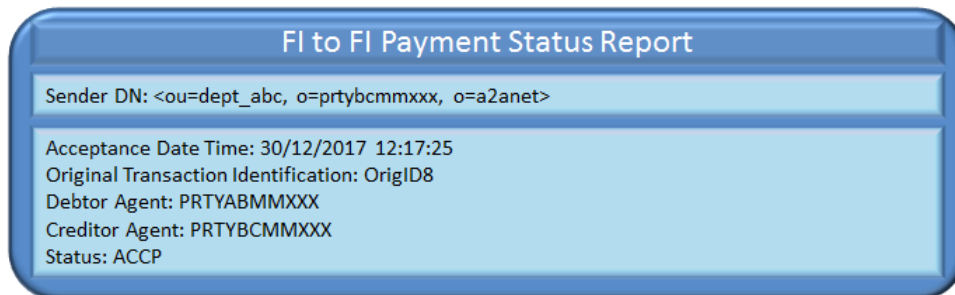 FI to FI Payment Status Report
Sender DN: <ou=dept_abc, o=prtybcmmxxx, o=a2anet>
Acceptance Date Time: 30/12/2017 12:17:25
Original Transaction Identification: OrigID8
Debtor Agent: PRTYABMMXXX
Creditor Agent: PRTYBCMMXXX
Status: ACCP